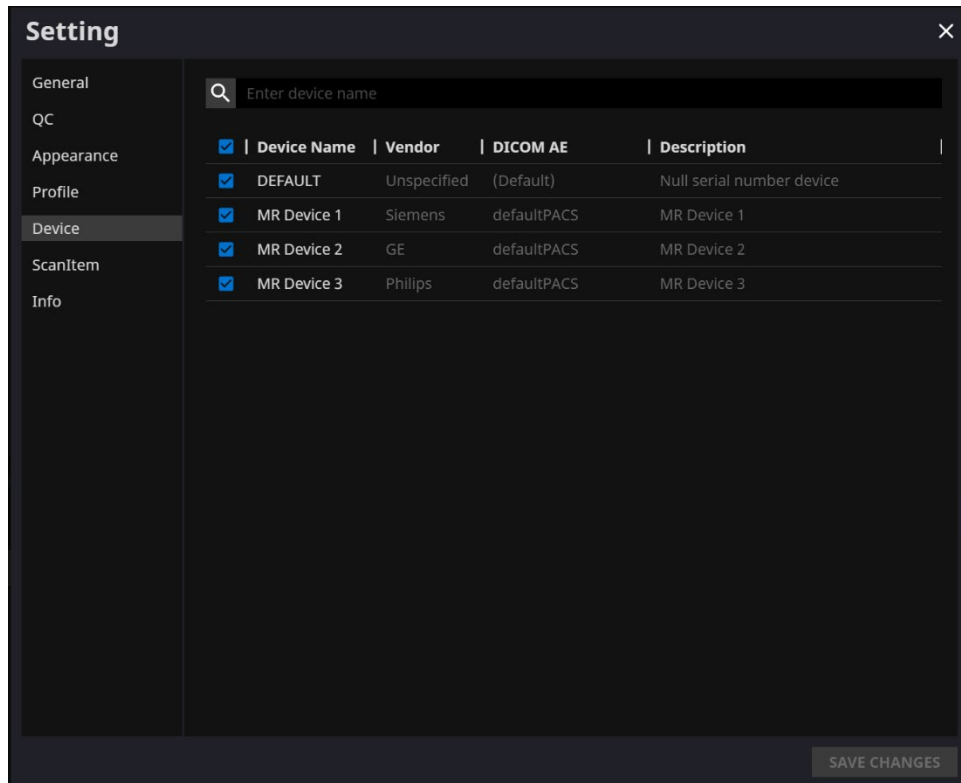 Setting
General
QC
Appearance
Profile
Device
ScanItem
Info
Enter device name
Device Name | Vendor | DICOM AE | Description
DEFAULT Unspecified (Default) Null serial number device
MR Device 1 Siemens defaultPACS MR Device 1
MR Device 2 GE defaultPACS MR Device 2
MR Device 3 Philips defaultPACS MR Device 3
SAVE CHANGES